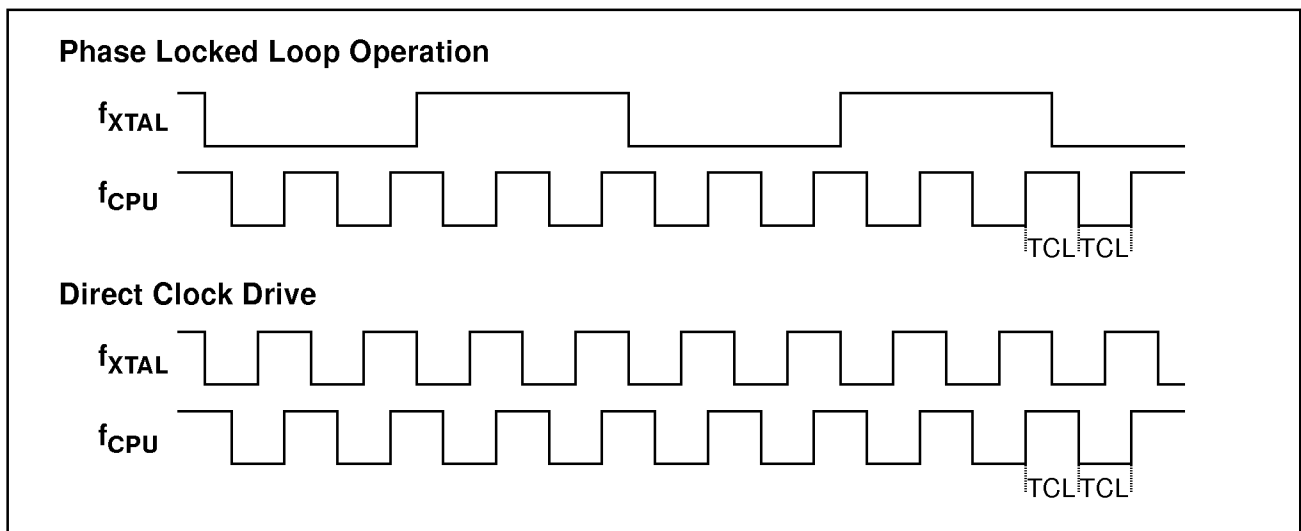 Phase Locked Loop Operation
fXTAL
fCPU
TCL TCL
Direct Clock Drive
fXTAL
fCPU
TCL TCL